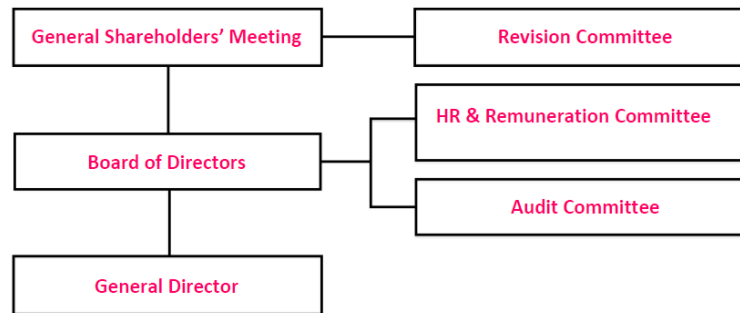 General Shareholders’ Meeting
Revision Committee
HR & Remuneration Committee
Board of Directors
Audit Committee
General Director